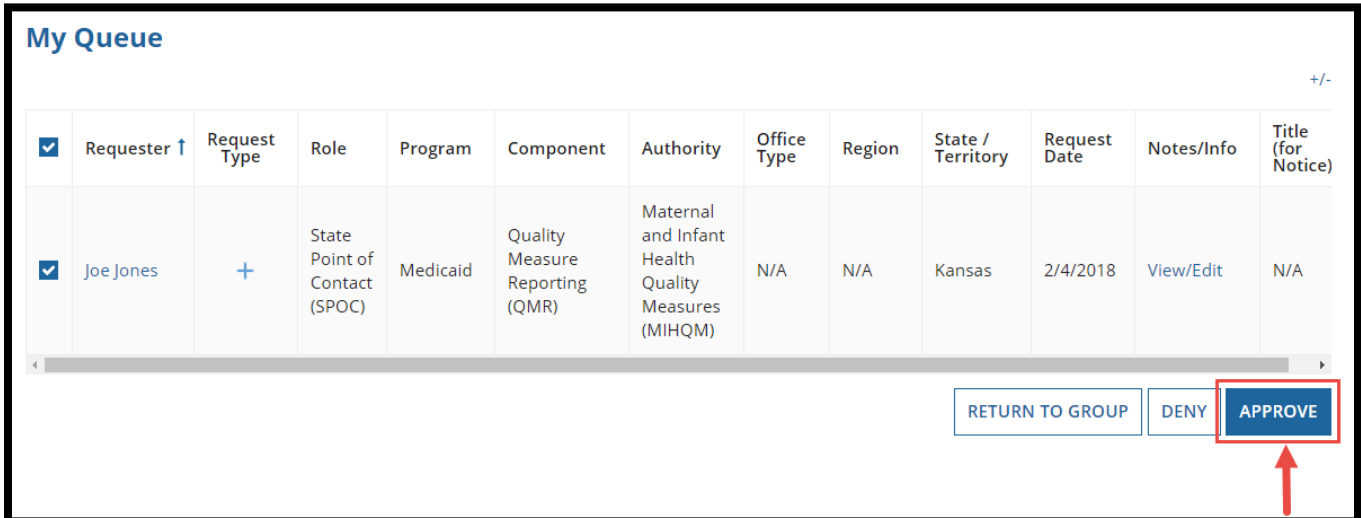 My Queue
+/-
Requester ↑
Request
Type
Role
Program
Component
Authority
Office
Type
Region
State /
Territory
Request
Date
Notes/Info
Title
(for
Notice)
Joe Jones
+
State
Point of
Contact
(SPOC)
Medicaid
Quality
Measure
Reporting
(QMR)
Maternal
and Infant
Health
Quality
Measures
(MIHQM)
N/A
N/A
Kansas
2/4/2018
View/Edit
N/A
RETURN TO GROUP
DENY
APPROVE